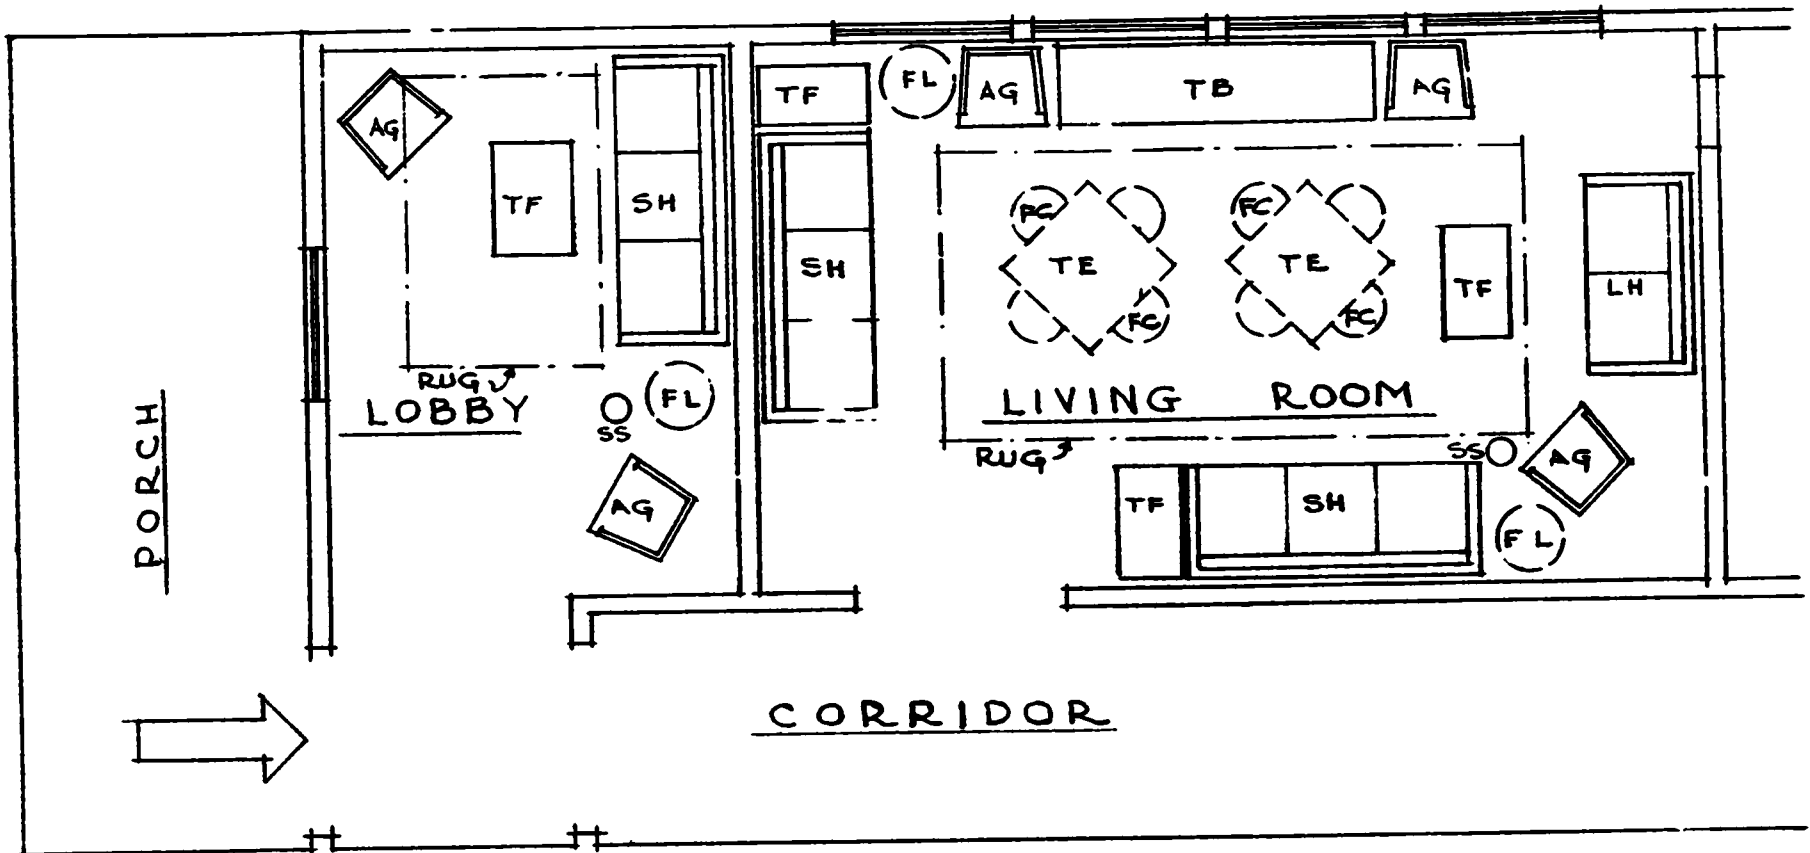 PORCH
AG
TF
SH
RUG
LOBBY
FL
SS
AG
TF
FL
AG
TB
AG
SH
FC
TE
FC
FC
TE
FC
TF
LH
LIVING ROOM
RUG
SS
AG
TF
SH
FL
CORRIDOR